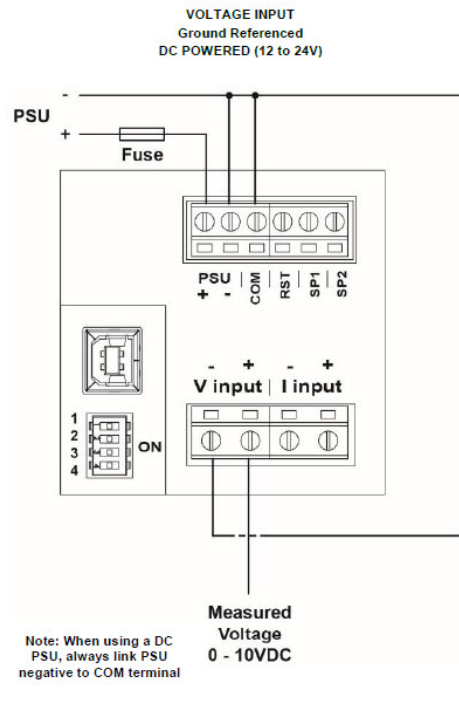 VOLTAGE INPUT
Ground Referenced
DC POWERED (12 to 24V)
-
PSU
+
Fuse
PSU | COM | RST | SP1 | SP2
+ -
- + - +
V input | I input
1
2
3
4
ON
Measured
Voltage
0 - 10VDC
Note: When using a DC
PSU, always link PSU
negative to COM terminal